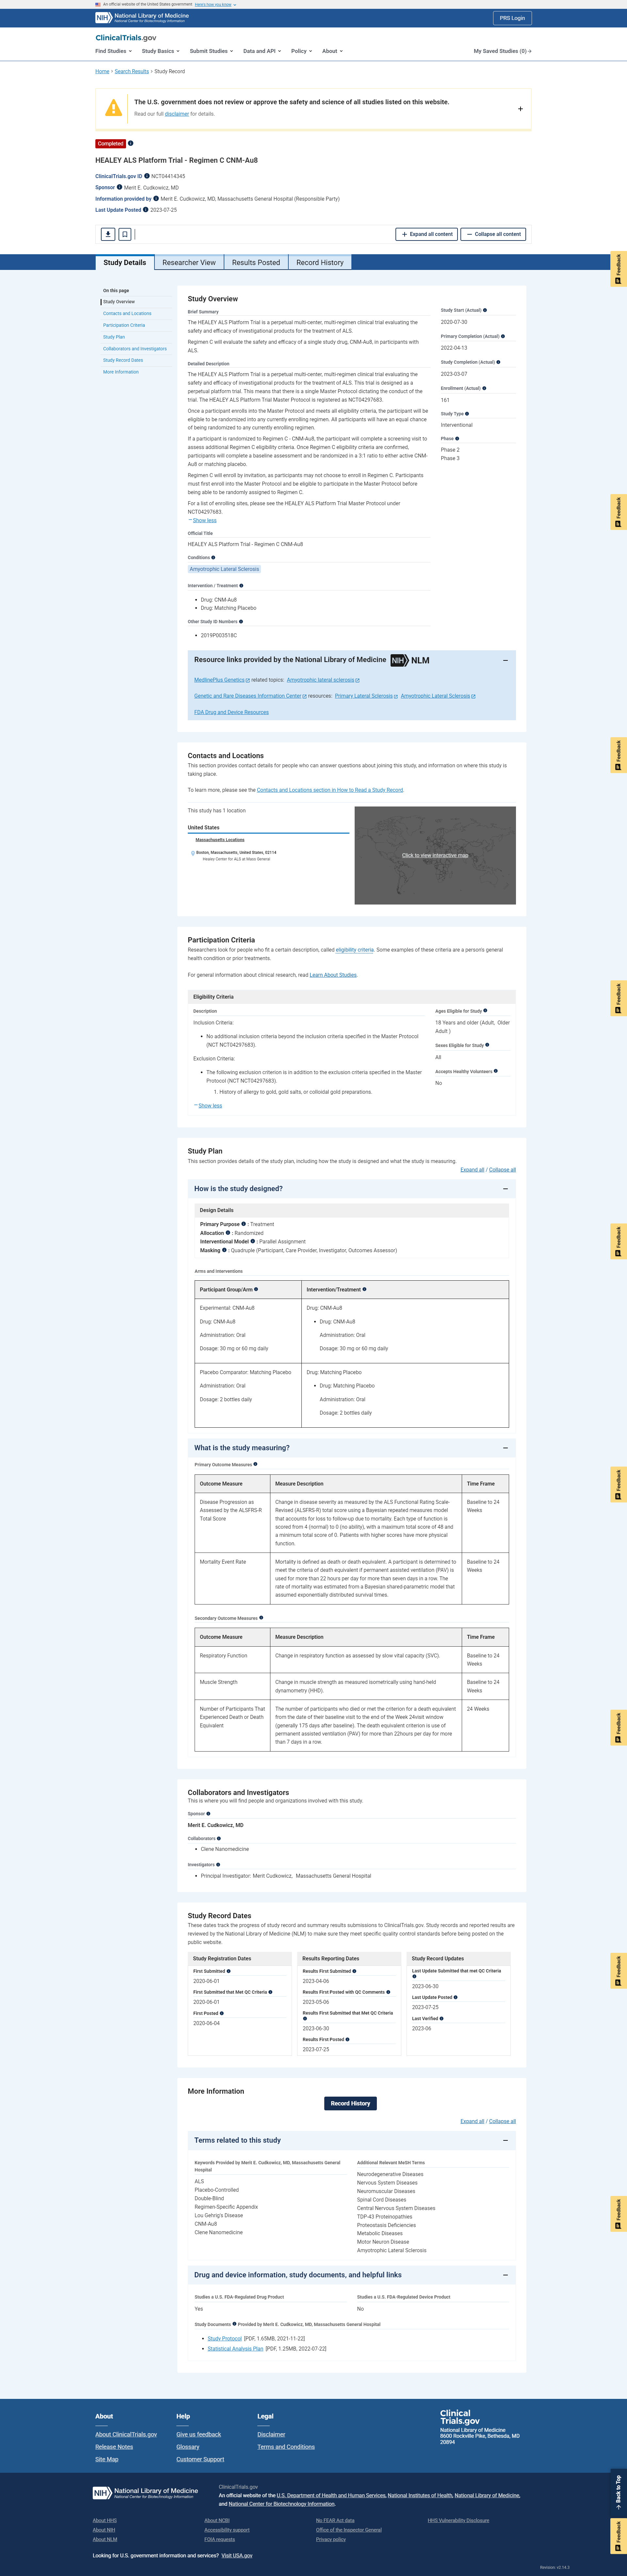 An official website of the United States government Here's how you know
NIH National Library of Medicine
National Center for Biotechnology Information
PRS Login
ClinicalTrials.gov
Find Studies Study Basics Submit Studies Data and API Policy About My Saved Studies (0) →
Home > Search Results > Study Record
The U.S. government does not review or approve the safety and science of all studies listed on this website.
Read our full disclaimer for details.
Completed
HEALEY ALS Platform Trial - Regimen C CNM-Au8
ClinicalTrials.gov ID NCT04414345
Sponsor Merit E. Cudkowicz, MD
Information provided by Merit E. Cudkowicz, MD, Massachusetts General Hospital (Responsible Party)
Last Update Posted 2023-07-25
Expand all content Collapse all content
Study Details Researcher View Results Posted Record History
Feedback
On this page
Study Overview
Contacts and Locations
Participation Criteria
Study Plan
Collaborators and Investigators
Study Record Dates
More Information
Study Overview
Brief Summary
The HEALEY ALS Platform Trial is a perpetual multi-center, multi-regimen clinical trial evaluating the
safety and efficacy of investigational products for the treatment of ALS.
Regimen C will evaluate the safety and efficacy of a single study drug, CNM-Au8, in participants with
ALS.
Detailed Description
The HEALEY ALS Platform Trial is a perpetual multi-center, multi-regimen clinical trial evaluating the
safety and efficacy of investigational products for the treatment of ALS. This trial is designed as a
perpetual platform trial. This means that there is a single Master Protocol dictating the conduct of the
trial. The HEALEY ALS Platform Trial Master Protocol is registered as NCT04297683.
Once a participant enrolls into the Master Protocol and meets all eligibility criteria, the participant will be
eligible to be randomized into any currently enrolling regimen. All participants will have an equal chance
of being randomized to any currently enrolling regimen.
If a participant is randomized to Regimen C - CNM-Au8, the participant will complete a screening visit to
assess additional Regimen C eligibility criteria. Once Regimen C eligibility criteria are confirmed,
participants will complete a baseline assessment and be randomized in a 3:1 ratio to either active CNM-
Au8 or matching placebo.
Regimen C will enroll by invitation, as participants may not choose to enroll in Regimen C. Participants
must first enroll into the Master Protocol and be eligible to participate in the Master Protocol before
being able to be randomly assigned to Regimen C.
For a list of enrolling sites, please see the HEALEY ALS Platform Trial Master Protocol under
NCT04297683.
Show less
Official Title
HEALEY ALS Platform Trial - Regimen C CNM-Au8
Conditions
Amyotrophic Lateral Sclerosis
Intervention / Treatment
• Drug: CNM-Au8
• Drug: Matching Placebo
Other Study ID Numbers
• 2019P003518C
Study Start (Actual)
2020-07-30
Primary Completion (Actual)
2022-04-13
Study Completion (Actual)
2023-03-07
Enrollment (Actual)
161
Study Type
Interventional
Phase
Phase 2
Phase 3
Feedback
Resource links provided by the National Library of Medicine NIH NLM
MedlinePlus Genetics related topics: Amyotrophic lateral sclerosis
Genetic and Rare Diseases Information Center resources: Primary Lateral Sclerosis Amyotrophic Lateral Sclerosis
FDA Drug and Device Resources
Feedback
Contacts and Locations
This section provides contact details for people who can answer questions about joining this study, and information on where this study is
taking place.
To learn more, please see the Contacts and Locations section in How to Read a Study Record.
This study has 1 location
United States
Massachusetts Locations
Boston, Massachusetts, United States, 02114
Healey Center for ALS at Mass General
Click to view interactive map
Participation Criteria
Researchers look for people who fit a certain description, called eligibility criteria. Some examples of these criteria are a person's general
health condition or prior treatments.
For general information about clinical research, read Learn About Studies.
Eligibility Criteria
Description
Inclusion Criteria:
• No additional inclusion criteria beyond the inclusion criteria specified in the Master Protocol
(NCT NCT04297683).
Exclusion Criteria:
• The following exclusion criterion is in addition to the exclusion criteria specified in the Master
Protocol (NCT NCT04297683).
1. History of allergy to gold, gold salts, or colloidal gold preparations.
Show less
Ages Eligible for Study
18 Years and older (Adult, Older
Adult )
Sexes Eligible for Study
All
Accepts Healthy Volunteers
No
Feedback
Study Plan
This section provides details of the study plan, including how the study is designed and what the study is measuring.
Expand all / Collapse all
How is the study designed?
Design Details
Primary Purpose : Treatment
Allocation : Randomized
Interventional Model : Parallel Assignment
Masking : Quadruple (Participant, Care Provider, Investigator, Outcomes Assessor)
Feedback
Arms and Interventions
Participant Group/Arm Intervention/Treatment
Experimental: CNM-Au8
Drug: CNM-Au8
Administration: Oral
Dosage: 30 mg or 60 mg daily
Drug: CNM-Au8
• Drug: CNM-Au8
Administration: Oral
Dosage: 30 mg or 60 mg daily
Placebo Comparator: Matching Placebo
Administration: Oral
Dosage: 2 bottles daily
Drug: Matching Placebo
• Drug: Matching Placebo
Administration: Oral
Dosage: 2 bottles daily
What is the study measuring?
Primary Outcome Measures
Outcome Measure Measure Description Time Frame
Disease Progression as
Assessed by the ALSFRS-R
Total Score
Change in disease severity as measured by the ALS Functional Rating Scale-
Revised (ALSFRS-R) total score using a Bayesian repeated measures model
that accounts for loss to follow-up due to mortality. Each type of function is
scored from 4 (normal) to 0 (no ability), with a maximum total score of 48 and
a minimum total score of 0. Patients with higher scores have more physical
function.
Baseline to 24
Weeks
Mortality Event Rate
Mortality is defined as death or death equivalent. A participant is determined to meet
the criteria of death equivalent if permanent assisted ventilation (PAV) is
used for more than 22 hours per day for more than seven days in a row. The
rate of mortality is estimated from a Bayesian shared-parameter model that
assumes exponentially distributed survival times.
Baseline to 24
Weeks
Feedback
Secondary Outcome Measures
Outcome Measure Measure Description Time Frame
Respiratory Function
Change in respiratory function as assessed by slow vital capacity (SVC).
Baseline to 24
Weeks
Muscle Strength
Change in muscle strength as measured isometrically using hand-held
dynamometry (HHD).
Baseline to 24
Weeks
Number of Participants That
Experienced Death or Death
Equivalent
The number of participants who died or met the criterion for a death equivalent
from the date of their baseline visit until the end of the Week 24visit window
(generally 175 days after baseline). The death equivalent is met in case of use of
permanent assisted ventilation (PAV) for more than 22hours per day for more
than 7 days in a row.
24 Weeks
Feedback
Collaborators and Investigators
This is where you will find people and organizations involved with this study.
Sponsor
Merit E. Cudkowicz, MD
Collaborators
• Clene Nanomedicine
Investigators
• Principal Investigator: Merit Cudkowicz, Massachusetts General Hospital
Study Record Dates
These dates track the progress of study record and summary results submissions to ClinicalTrials.gov. Study records and reported results are
reviewed by the National Library of Medicine (NLM) to make sure they meet specific quality control standards before being posted on the
public website.
Study Registration Dates
First Submitted
2020-06-01
First Submitted that Met QC Criteria
2020-06-01
First Posted
2020-06-04
Results Reporting Dates
Results First Submitted
2023-04-06
Results First Posted with QC Comments
2023-05-06
Results First Submitted that Met QC Criteria
2023-06-30
Results First Posted
2023-07-25
Study Record Updates
Last Update Submitted that met QC Criteria
2023-06-30
Last Update Posted
2023-07-25
Last Verified
2023-06
Feedback
More Information
Record History
Expand all / Collapse all
Terms related to this study
Keywords Provided by Merit E. Cudkowicz, MD, Massachusetts General
Hospital
ALS
Placebo-Controlled
Double-Blind
Regimen-Specific Appendix
Lou Gehrig's Disease
CNM-Au8
Clene Nanomedicine
Additional Relevant MeSH Terms
Neurodegenerative Diseases
Nervous System Diseases
Neuromuscular Diseases
Spinal Cord Diseases
Central Nervous System Diseases
TDP-43 Proteinopathies
Proteostasis Deficiencies
Metabolic Diseases
Motor Neuron Disease
Amyotrophic Lateral Sclerosis
Feedback
Drug and device information, study documents, and helpful links
Studies a U.S. FDA-Regulated Drug Product
Yes
Studies a U.S. FDA-Regulated Device Product
No
Study Documents Provided by Merit E. Cudkowicz, MD, Massachusetts General Hospital
• Study Protocol [PDF, 1.65MB, 2021-11-22]
• Statistical Analysis Plan [PDF, 1.25MB, 2022-07-22]
About
About ClinicalTrials.gov
Release Notes
Site Map
Help
Give us feedback
Glossary
Customer Support
Legal
Disclaimer
Terms and Conditions
Clinical
Trials.gov
National Library of Medicine
8600 Rockville Pike, Bethesda, MD
20894
Back to Top
NIH National Library of Medicine
National Center for Biotechnology Information
ClinicalTrials.gov
An official website of the U.S. Department of Health and Human Services, National Institutes of Health, National Library of Medicine,
and National Center for Biotechnology Information.
About HHS
About NIH
About NLM
About NCBI
Accessibility support
FOIA requests
No FEAR Act data
Office of the Inspector General
Privacy policy
HHS Vulnerability Disclosure
Feedback
Looking for U.S. government information and services? Visit USA.gov
Revision: v2.14.3